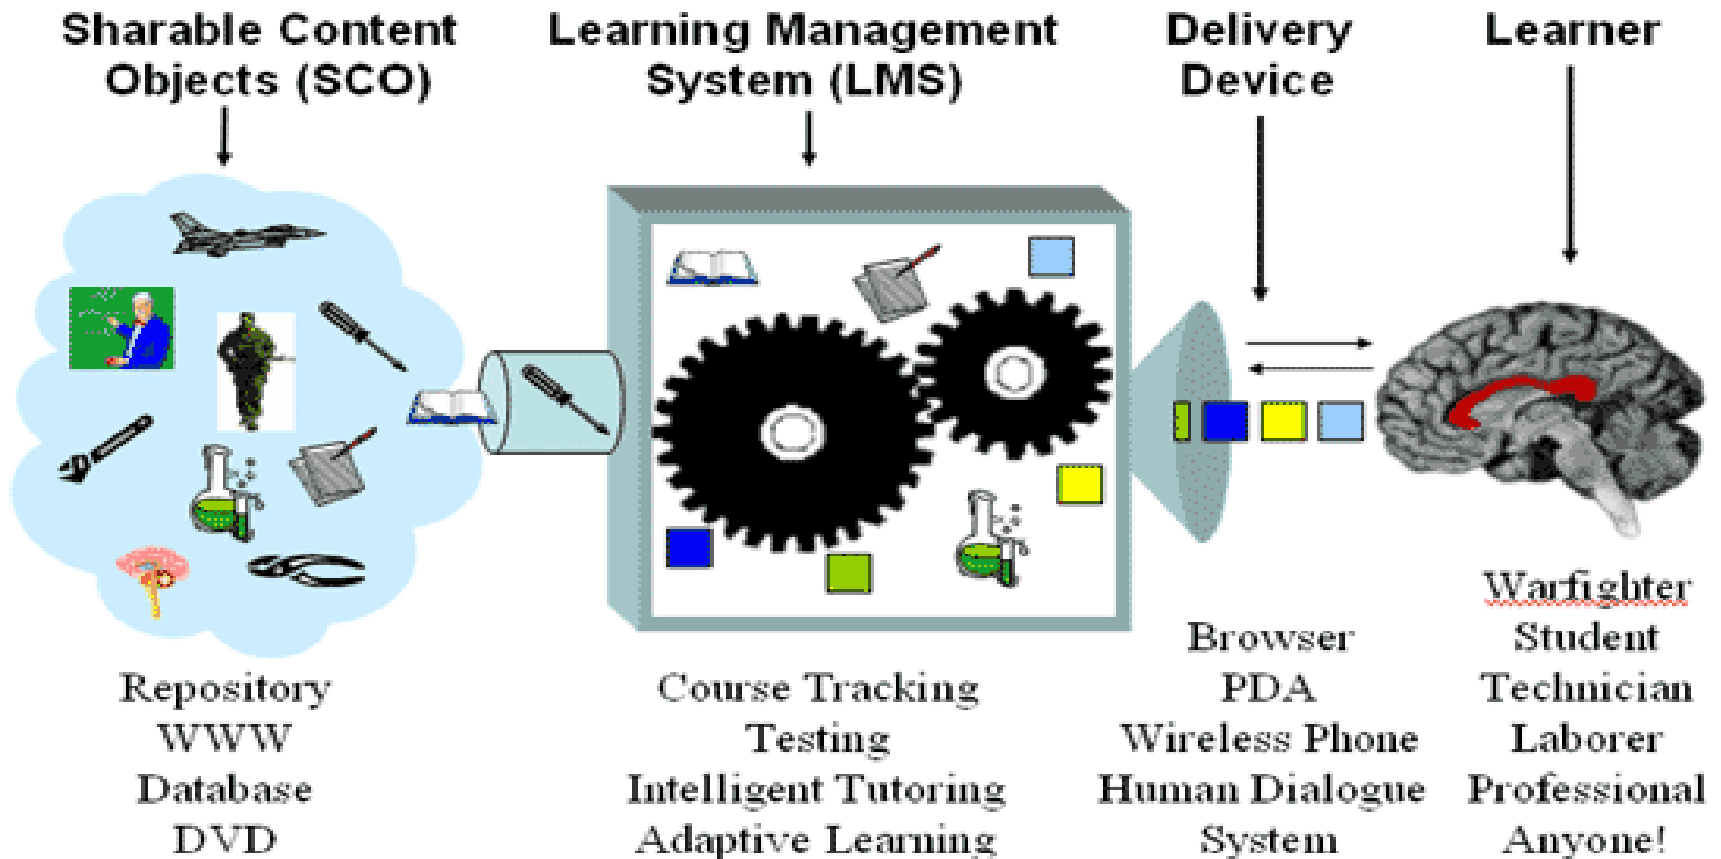 Sharable Content
Objects (SCO)
Learning Management
System (LMS)
Delivery
Device
Learner
Repository
WWW
Database
DVD
Course Tracking
Testing
Intelligent Tutoring
Adaptive Learning
Browser
PDA
Wireless Phone
Human Dialogue
System
Warfighter
Student
Technician
Laborer
Professional
Anyone!